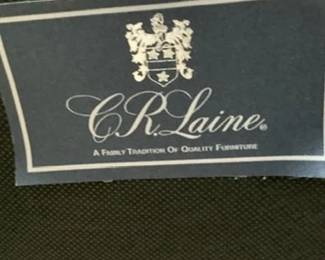 C.R. Laine®
A Family Tradition Of Quality Furniture